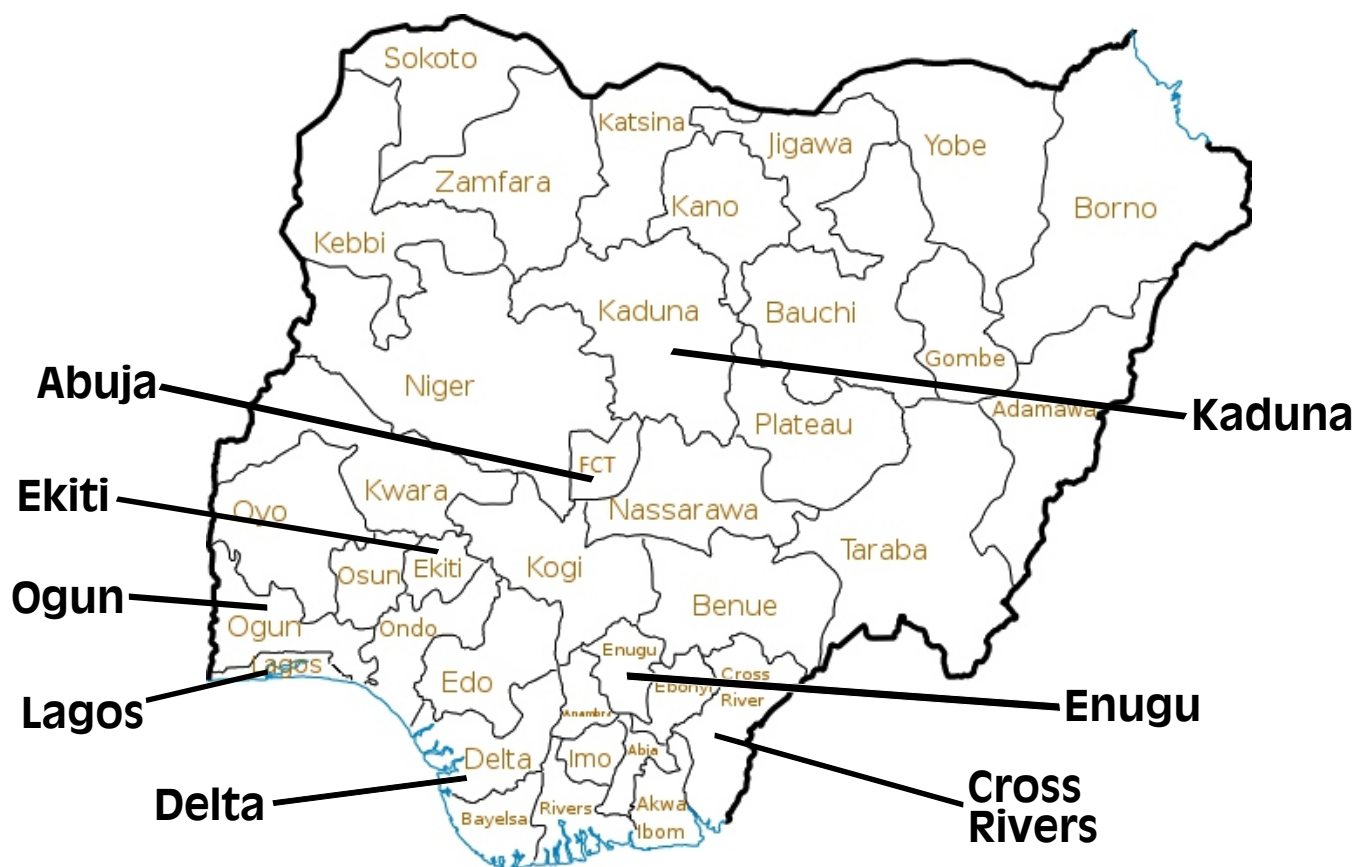 Sokoto
Katsina
Jigawa
Yobe
Zamfara
Kano
Borno
Kebbi
Kaduna
Bauchi
Gombe
Abuja
Niger
Adamawa
Kaduna
Plateau
FCT
Ekiti
Kwara
Oyo
Nassarawa
Taraba
Osun
Ekiti
Kogi
Ogun
Benue
Ogun
Ondo
Enugu
Lagos
Edo
Ebonyi
Cross
River
Lagos
Enugu
Anambra
Delta
Imo
Abia
Delta
Bayelsa
Rivers
Akwa
Ibom
Cross
Rivers